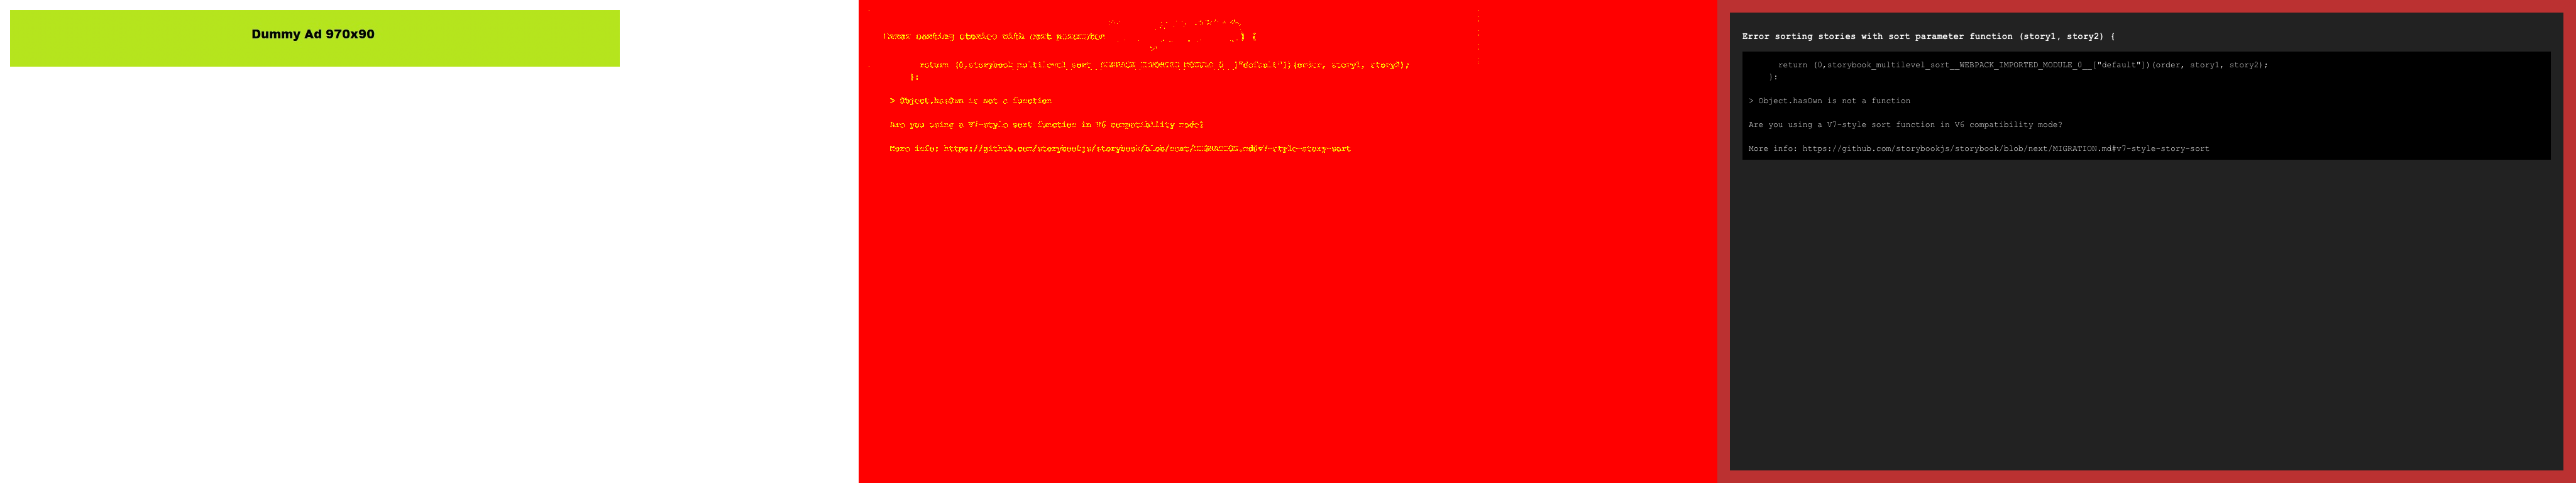 Dummy Ad 970x90
Error sorting stories with sort parameter } {
return (0,storybook_multilevel_sort__WEBPACK_IMPORTED_MODULE_0__["default"])(order, story1, story2);
};
> Object.hasOwn is not a function
Are you using a V7-style sort function in V6 compatibility mode?
More info: https://github.com/storybookjs/storybook/blob/next/MIGRATION.md#v7-style-story-sort
Error sorting stories with sort parameter function (story1, story2) {
return (0,storybook_multilevel_sort__WEBPACK_IMPORTED_MODULE_0__["default"])(order, story1, story2);
};
> Object.hasOwn is not a function
Are you using a V7-style sort function in V6 compatibility mode?
More info: https://github.com/storybookjs/storybook/blob/next/MIGRATION.md#v7-style-story-sort